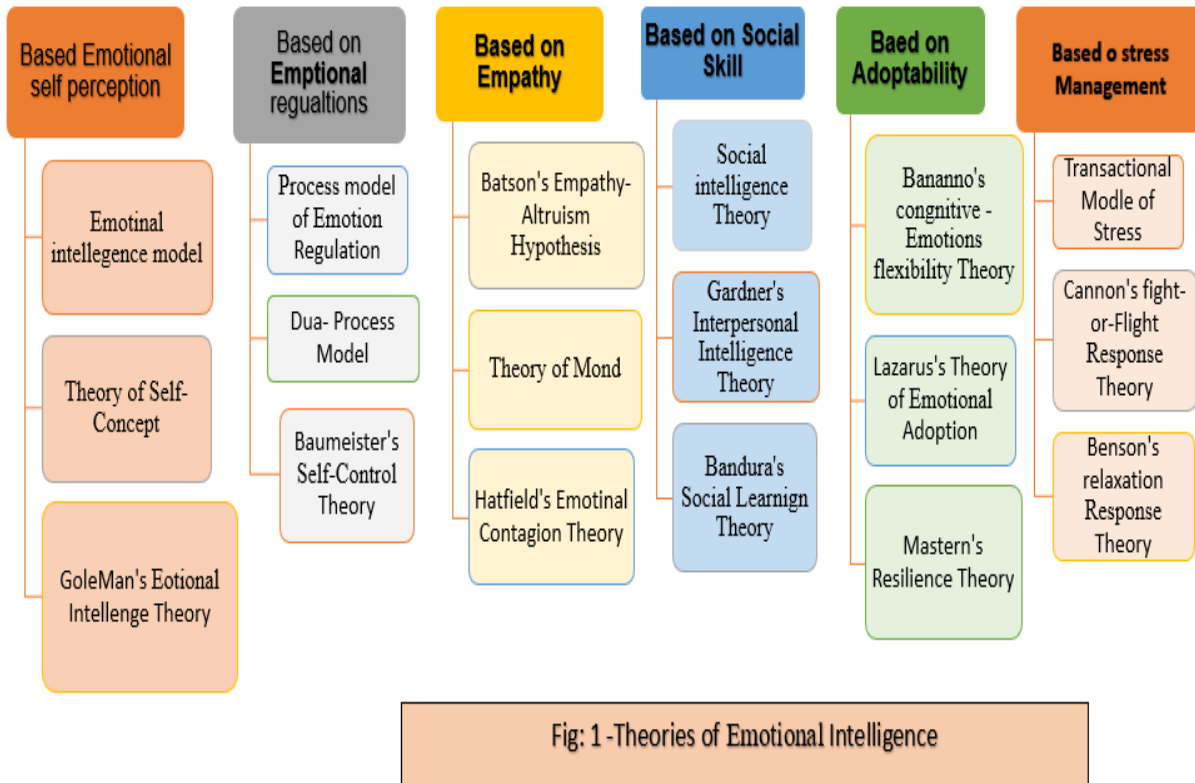 Based Emotional
self perception
Emotinal
intellegence model
Theory of Self-
Concept
GoleMan's Eotional
Intellenge Theory
Based on
Emptional
regualtions
Process model
of Emotion
Regulation
Dua- Process
Model
Baumeister's
Self-Control
Theory
Based on
Empathy
Batson's Empathy-
Altruism
Hypothesis
Theory of Mond
Hatfield's Emotinal
Contagion Theory
Based on Social
Skill
Social
intelligence
Theory
Gardner's
Interpersonal
Intelligence
Theory
Bandura's
Social Learnign
Theory
Baed on
Adoptability
Bananno's
congnitive -
Emotions
flexibility Theory
Lazarus's Theory
of Emotional
Adoption
Mastern's
Resilience Theory
Based o stress
Management
Transactional
Modle of
Stress
Cannon's fight-
or-Flight
Response
Theory
Benson's
relaxation
Response
Theory
Fig: 1 -Theories of Emotional Intelligence